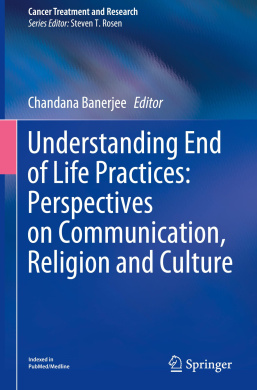 Cancer Treatment and Research
Series Editor: Steven T. Rosen
Chandana Banerjee Editor
Understanding End
of Life Practices:
Perspectives
on Communication,
Religion and Culture
Indexed in
PubMed/Medline
Springer